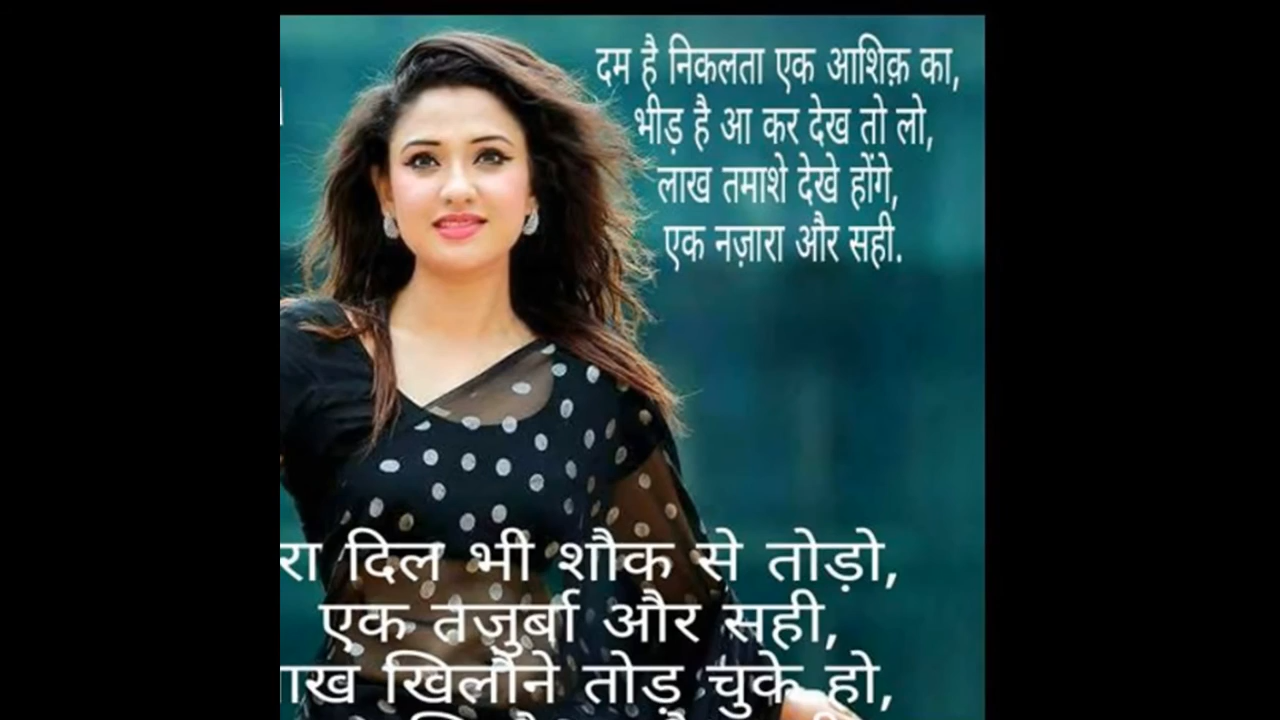 दम है निकलता एक आशिक़ का,
भीड़ है आ कर देख तो लो,
लाख तमाशे देखे होंगे,
एक नज़ारा और सही.
दिल भी शौक से तोड़ो,
एक तजुर्बा और सही,
खिलौने तोड़ चुके हो,